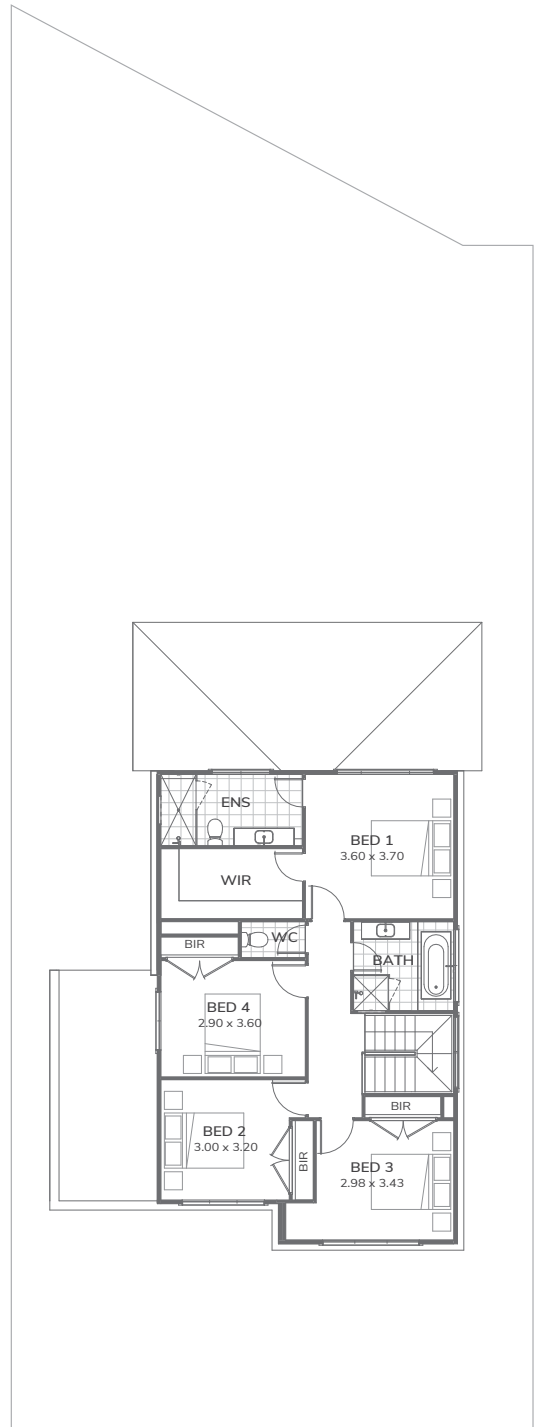 ENS
BED 1
3.60 x 3.70
WIR
BIR
WC
BATH
BED 4
2.90 x 3.60
BIR
BED 2
3.00 x 3.20
BIR
BED 3
2.98 x 3.43